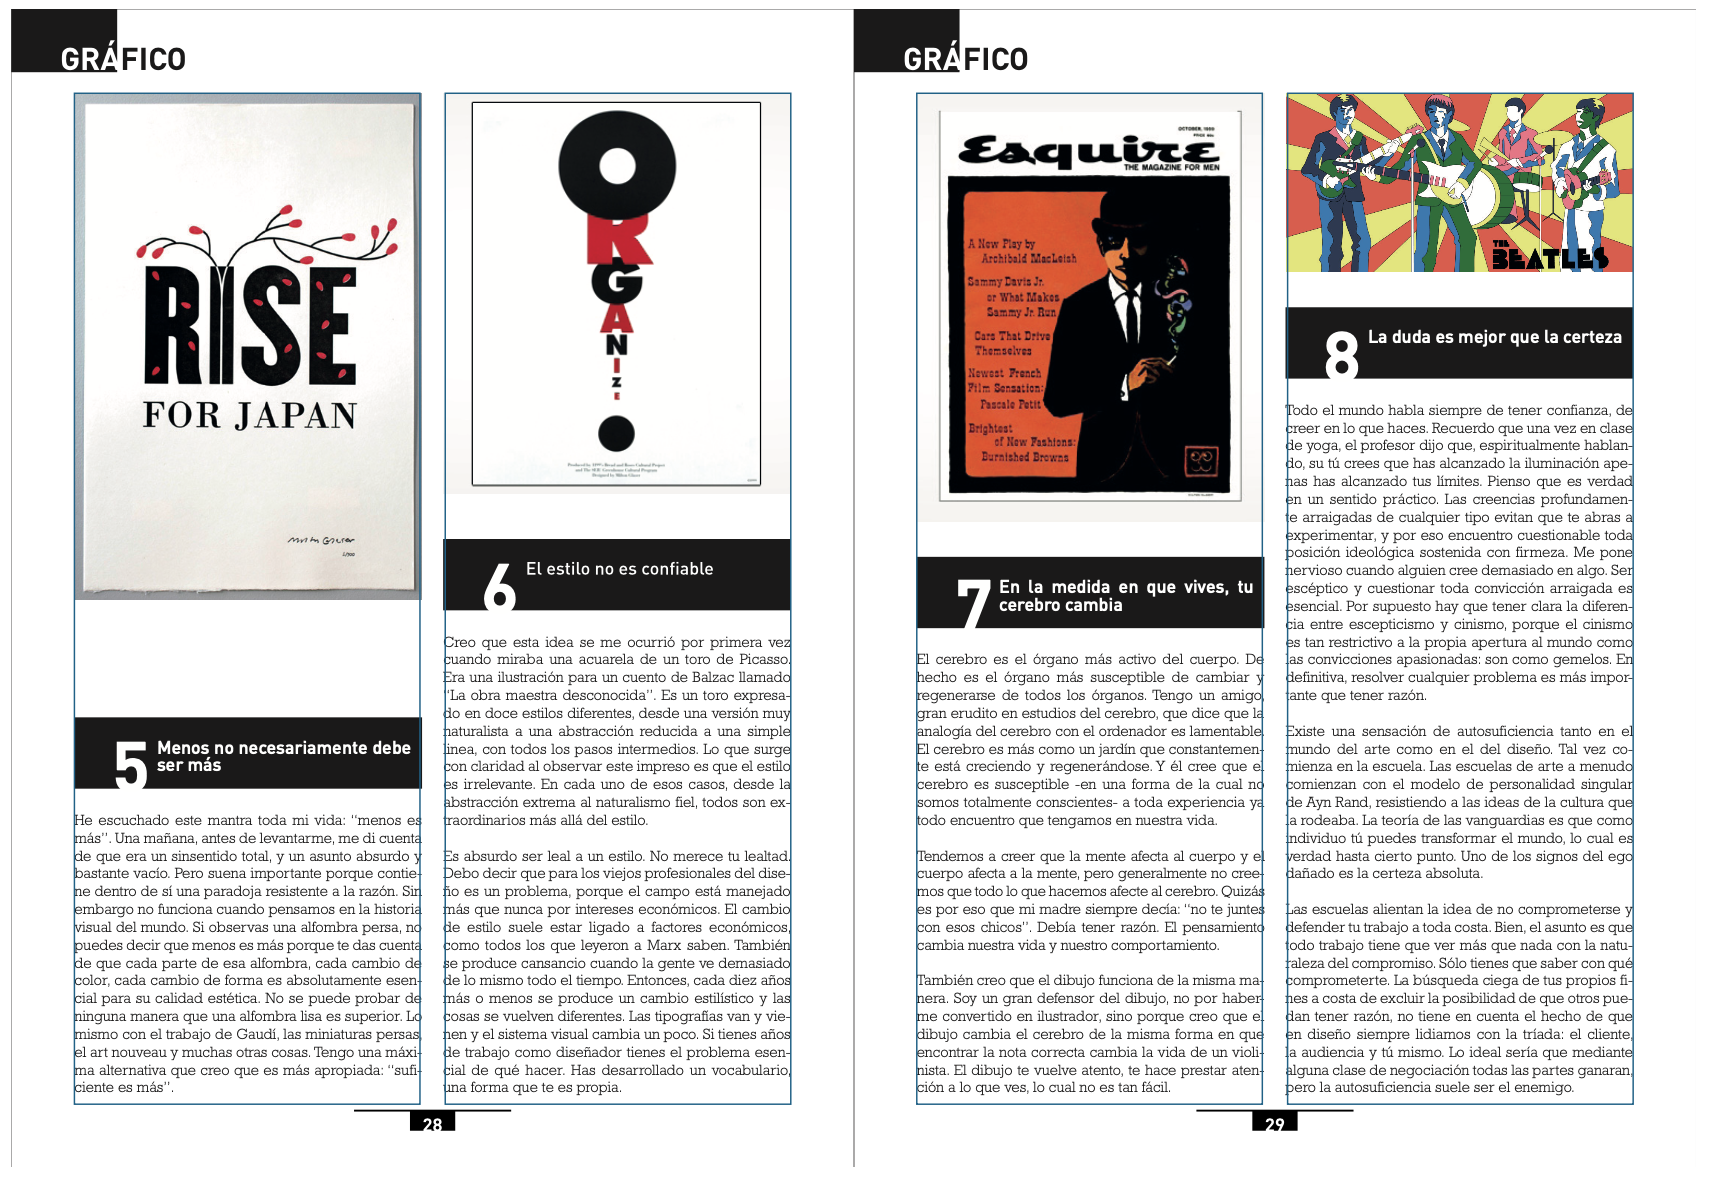 GRÁFICO
RISE
FOR JAPAN
Milton Glaser
5
Menos no necesariamente debe
ser más
He escuchado este mantra toda mi vida: “menos es
más”. Una mañana, antes de levantarme, me di cuenta
de que era un sinsentido total, y un asunto absurdo y
bastante vacío. Pero suena importante porque contie-
ne dentro de sí una paradoja resistente a la razón. Sin
embargo no funciona cuando pensamos en la historia
visual del mundo. Si observas una alfombra persa, no
puedes decir que menos es más porque te das cuenta
de que cada parte de esa alfombra, cada cambio de
color, cada cambio de forma es absolutamente esen-
cial para su calidad estética. No se puede probar de
ninguna manera que una alfombra lisa es superior. Lo
mismo con el trabajo de Gaudí, las miniaturas persas,
el art nouveau y muchas otras cosas. Tengo una máxi-
ma alternativa que creo que es más apropiada: “sufi-
ciente es más”.
ORGANIZE
Designed by Milton Glaser
6
El estilo no es confiable
Creo que esta idea se me ocurrió por primera vez
cuando miraba una acuarela de un toro de Picasso.
Era una ilustración para un cuento de Balzac llamado
“La obra maestra desconocida”. Es un toro expresa-
do en doce estilos diferentes, desde una versión muy
naturalista a una abstracción reducida a una simple
linea, con todos los pasos intermedios. Lo que surge
con claridad al observar este impreso es que el estilo
es irrelevante. En cada uno de esos casos, desde la
abstracción extrema al naturalismo fiel, todos son ex-
traordinarios más allá del estilo.
Es absurdo ser leal a un estilo. No merece tu lealtad.
Debo decir que para los viejos profesionales del dise-
ño es un problema, porque el campo está manejado
más que nunca por intereses económicos. El cambio
de estilo suele estar ligado a factores económicos,
como todos los que leyeron a Marx saben. También
se produce cansancio cuando la gente ve demasiado
de lo mismo todo el tiempo. Entonces, cada diez años
más o menos se produce un cambio estilístico y las
cosas se vuelven diferentes. Las tipografías van y vie-
nen y el sistema visual cambia un poco. Si tienes años
de trabajo como diseñador tienes el problema esen-
cial de qué hacer. Has desarrollado un vocabulario,
una forma que te es propia.
28
GRÁFICO
OCTOBER, 1950
Esquire
THE MAGAZINE FOR MEN
A New Play by
Archibald MacLeish
Sammy Davis Jr.
or What Makes
Sammy Jr. Run
Cars That Drive
Themselves
Newest French
Film Sensation:
Pascale Petit
Brightest
of New Fashions:
Burnished Browns
7
En la medida en que vives, tu
cerebro cambia
El cerebro es el órgano más activo del cuerpo. De
hecho es el órgano más susceptible de cambiar y
regenerarse de todos los órganos. Tengo un amigo,
gran erudito en estudios del cerebro, que dice que la
analogía del cerebro con el ordenador es lamentable.
El cerebro es más como un jardín que constantemen-
te está creciendo y regenerándose. Y él cree que el
cerebro es susceptible -en una forma de la cual no
somos totalmente conscientes- a toda experiencia ya
todo encuentro que tengamos en nuestra vida.
Tendemos a creer que la mente afecta al cuerpo y el
cuerpo afecta a la mente, pero generalmente no cree-
mos que todo lo que hacemos afecte al cerebro. Quizás
es por eso que mi madre siempre decía: “no te juntes
con esos chicos”. Debía tener razón. El pensamiento
cambia nuestra vida y nuestro comportamiento.
También creo que el dibujo funciona de la misma ma-
nera. Soy un gran defensor del dibujo, no por haber-
me convertido en ilustrador, sino porque creo que el
dibujo cambia el cerebro de la misma forma en que
encontrar la nota correcta cambia la vida de un violi-
nista. El dibujo te vuelve atento, te hace prestar aten-
ción a lo que ves, lo cual no es tan fácil.
THE
BEATLES
8
La duda es mejor que la certeza
Todo el mundo habla siempre de tener confianza, de
creer en lo que haces. Recuerdo que una vez en clase
de yoga, el profesor dijo que, espiritualmente hablan-
do, su tú crees que has alcanzado la iluminación ape-
nas has alcanzado tus límites. Pienso que es verdad
en un sentido práctico. Las creencias profundamen-
te arraigadas de cualquier tipo evitan que te abras a
experimentar, y por eso encuentro cuestionable toda
posición ideológica sostenida con firmeza. Me pone
nervioso cuando alguien cree demasiado en algo. Ser
escéptico y cuestionar toda convicción arraigada es
esencial. Por supuesto hay que tener clara la diferen-
cia entre escepticismo y cinismo, porque el cinismo
es tan restrictivo a la propia apertura al mundo como
las convicciones apasionadas: son como gemelos. En
definitiva, resolver cualquier problema es más impor-
tante que tener razón.
Existe una sensación de autosuficiencia tanto en el
mundo del arte como en el del diseño. Tal vez co-
mienza en la escuela. Las escuelas de arte a menudo
comienzan con el modelo de personalidad singular
de Ayn Rand, resistiendo a las ideas de la cultura que
la rodeaba. La teoría de las vanguardias es que como
individuo tú puedes transformar el mundo, lo cual es
verdad hasta cierto punto. Uno de los signos del ego
dañado es la certeza absoluta.
Las escuelas alientan la idea de no comprometerse y
defender tu trabajo a toda costa. Bien, el asunto es que
todo trabajo tiene que ver más que nada con la natu-
raleza del compromiso. Sólo tienes que saber con qué
comprometerte. La búsqueda ciega de tus propios fi-
nes a costa de excluir la posibilidad de que otros pue-
dan tener razón, no tiene en cuenta el hecho de que
en diseño siempre lidiamos con la tríada: el cliente,
la audiencia y tú mismo. Lo ideal sería que mediante
alguna clase de negociación todas las partes ganaran,
pero la autosuficiencia suele ser el enemigo.
29